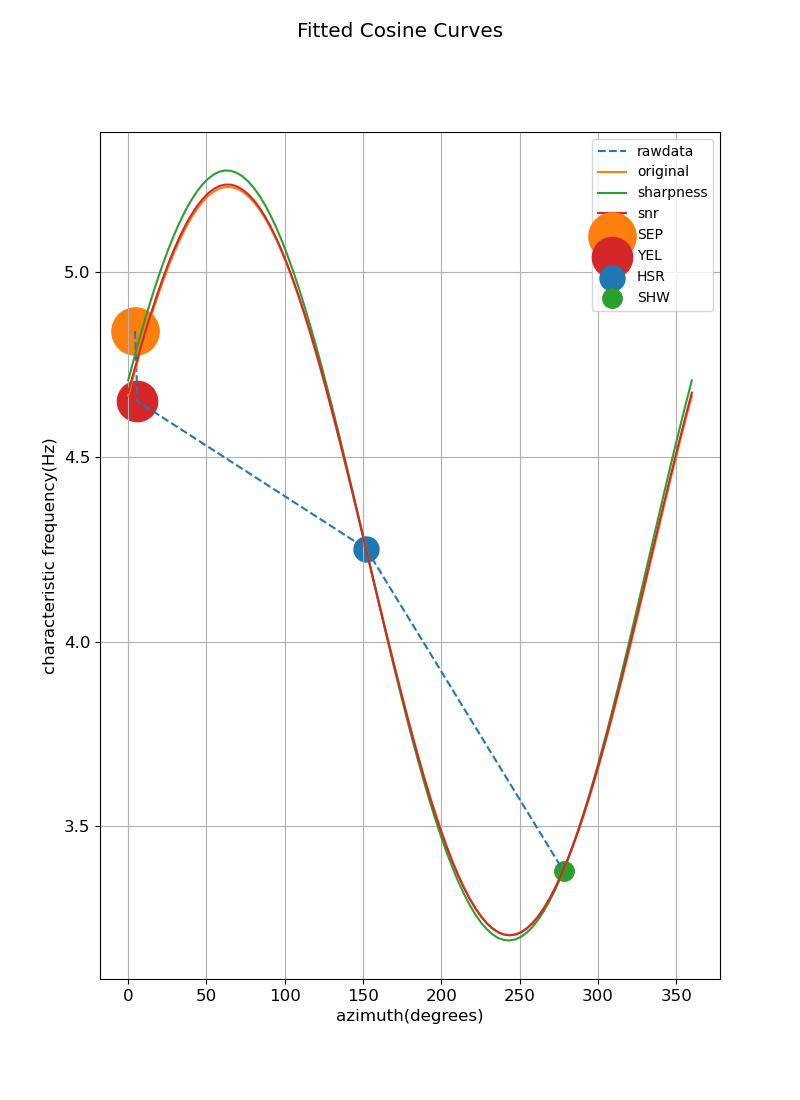 Fitted Cosine Curves
rawdata
original
sharpness
snr
SEP
YEL
HSR
SHW
5.0
4.5
4.0
3.5
characteristic frequency(Hz)
0 50 100 150 200 250 300 350
azimuth(degrees)